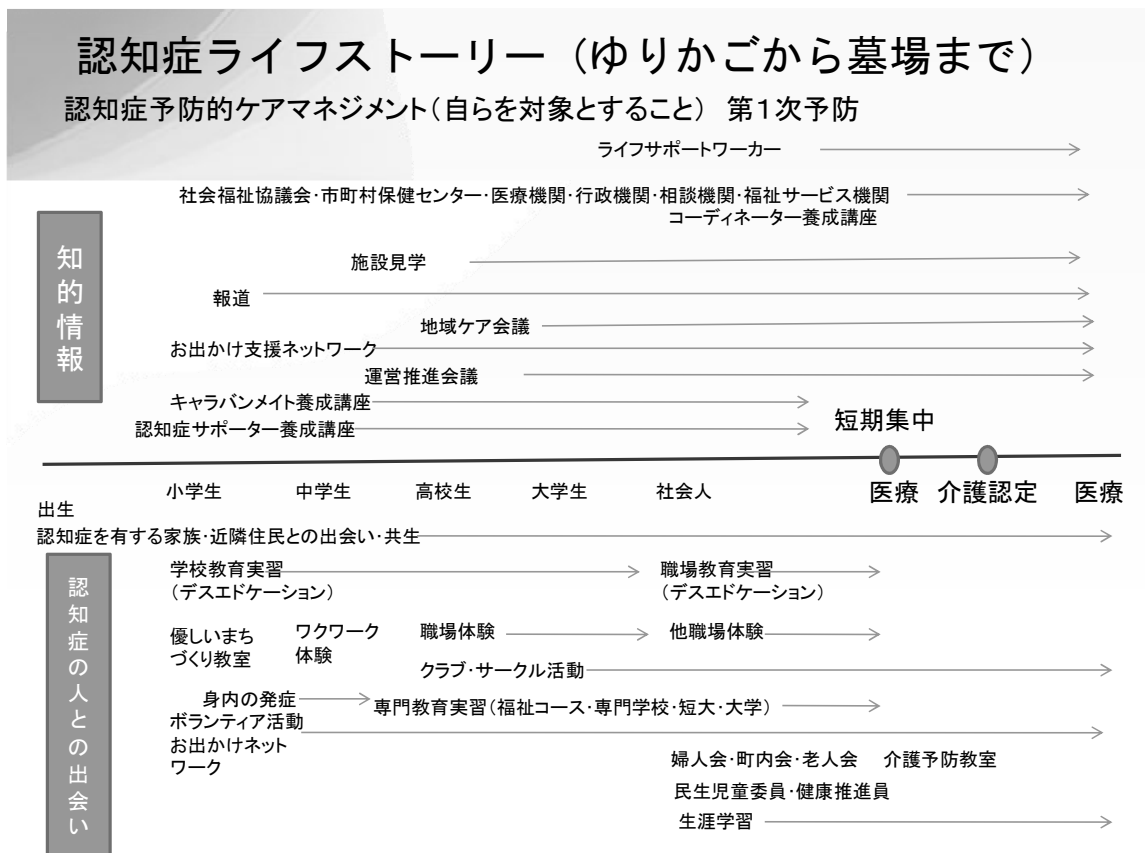 認知症ライフストーリー（ゆりかごから墓場まで）
認知症予防的ケアマネジメント（自らを対象とすること）　第１次予防
ライフサポートワーカー
社会福祉協議会・市町村保健センター・医療機関・行政機関・相談機関・福祉サービス機関
コーディネーター養成講座
知的情報
施設見学
報道
地域ケア会議
お出かけ支援ネットワーク
運営推進会議
キャラバンメイト養成講座
認知症サポーター養成講座
短期集中
小学生　中学生　高校生　大学生　社会人　医療　介護認定　医療
出生
認知症を有する家族・近隣住民との出会い・共生
認知症の人との出会い
学校教育実習　職場教育実習
（デスエドケーション）　（デスエドケーション）
優しいまち　ワクワーク　職場体験　他職場体験
づくり教室　体験
クラブ・サークル活動
身内の発症　専門教育実習（福祉コース・専門学校・短大・大学）
ボランティア活動
お出かけネット
ワーク
婦人会・町内会・老人会　介護予防教室
民生児童委員・健康推進員
生涯学習